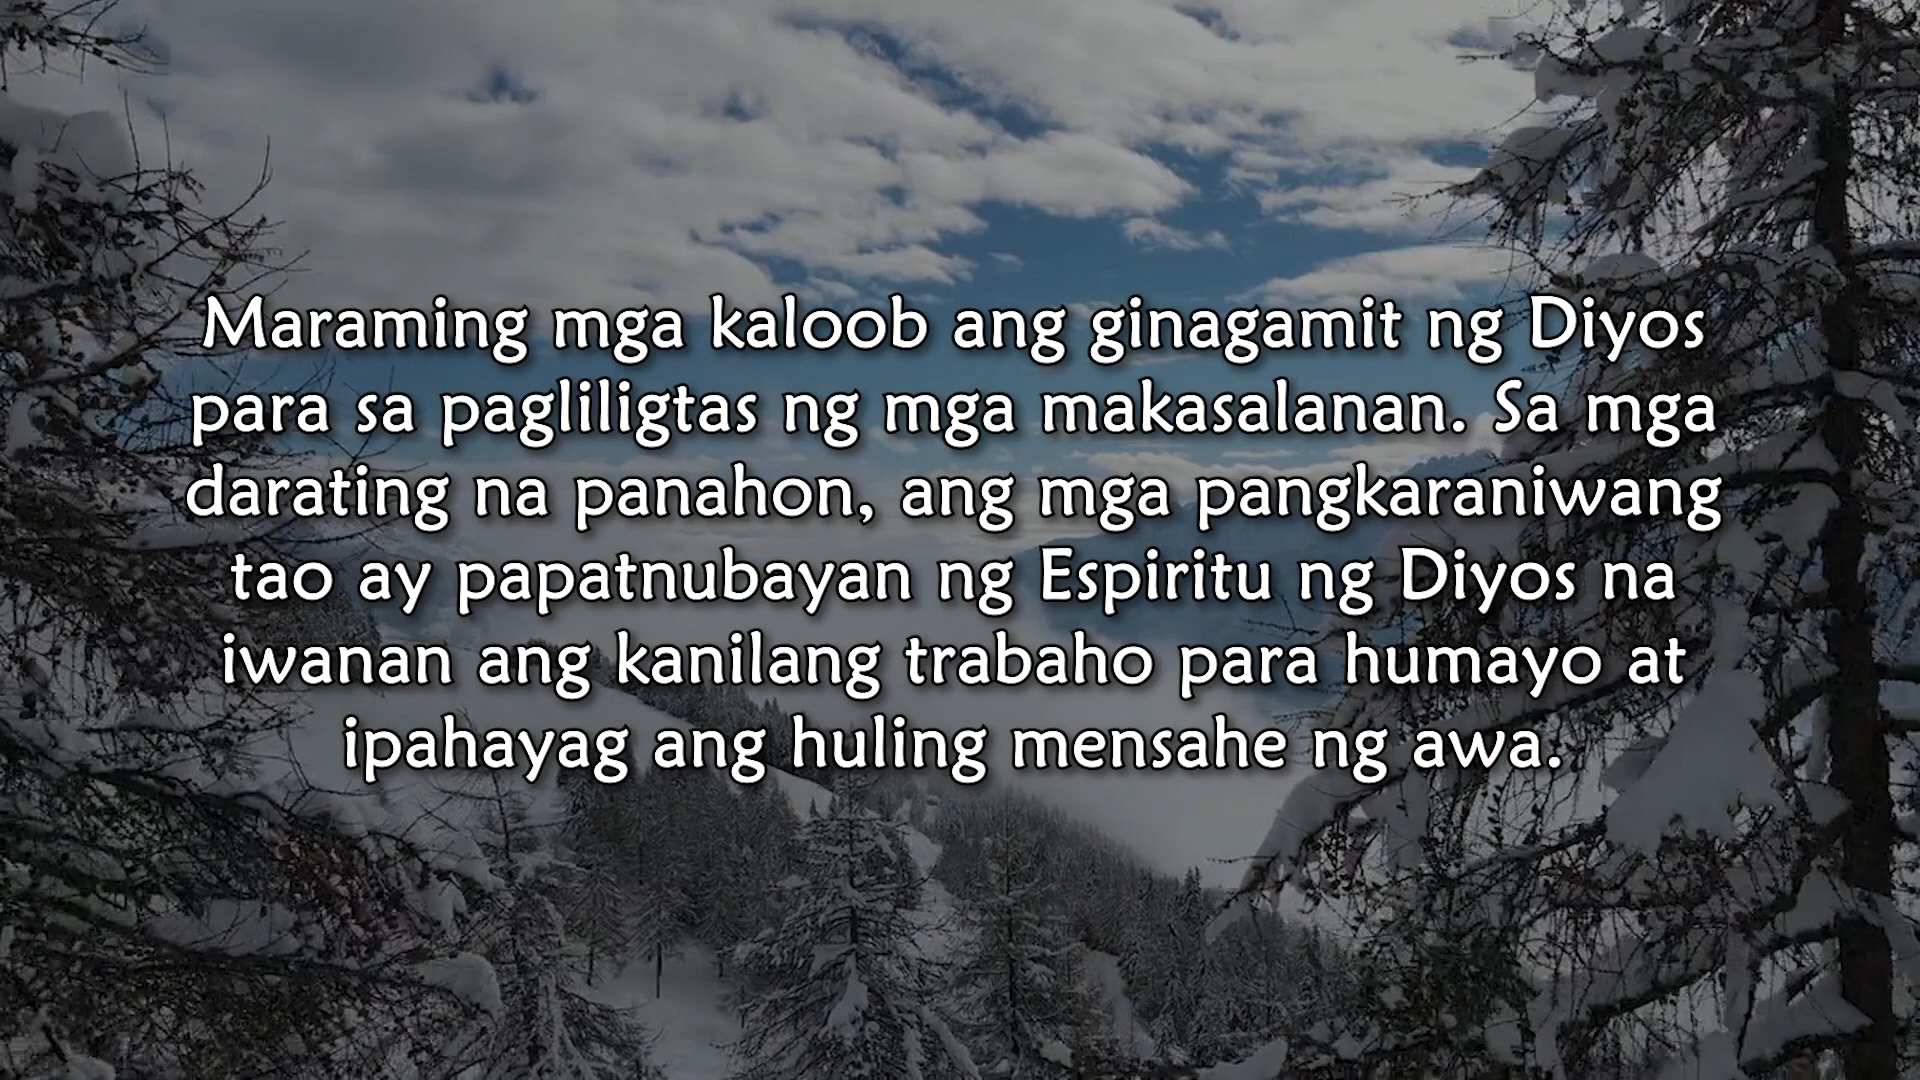 Maraming mga kaloob ang ginagamit ng Diyos
para sa pagliligtas ng mga makasalanan. Sa mga
darating na panahon, ang mga pangkaraniwang
tao ay papatnubayan ng Espiritu ng Diyos na
iwanan ang kanilang trabaho para humayo at
ipahayag ang huling mensahe ng awa.